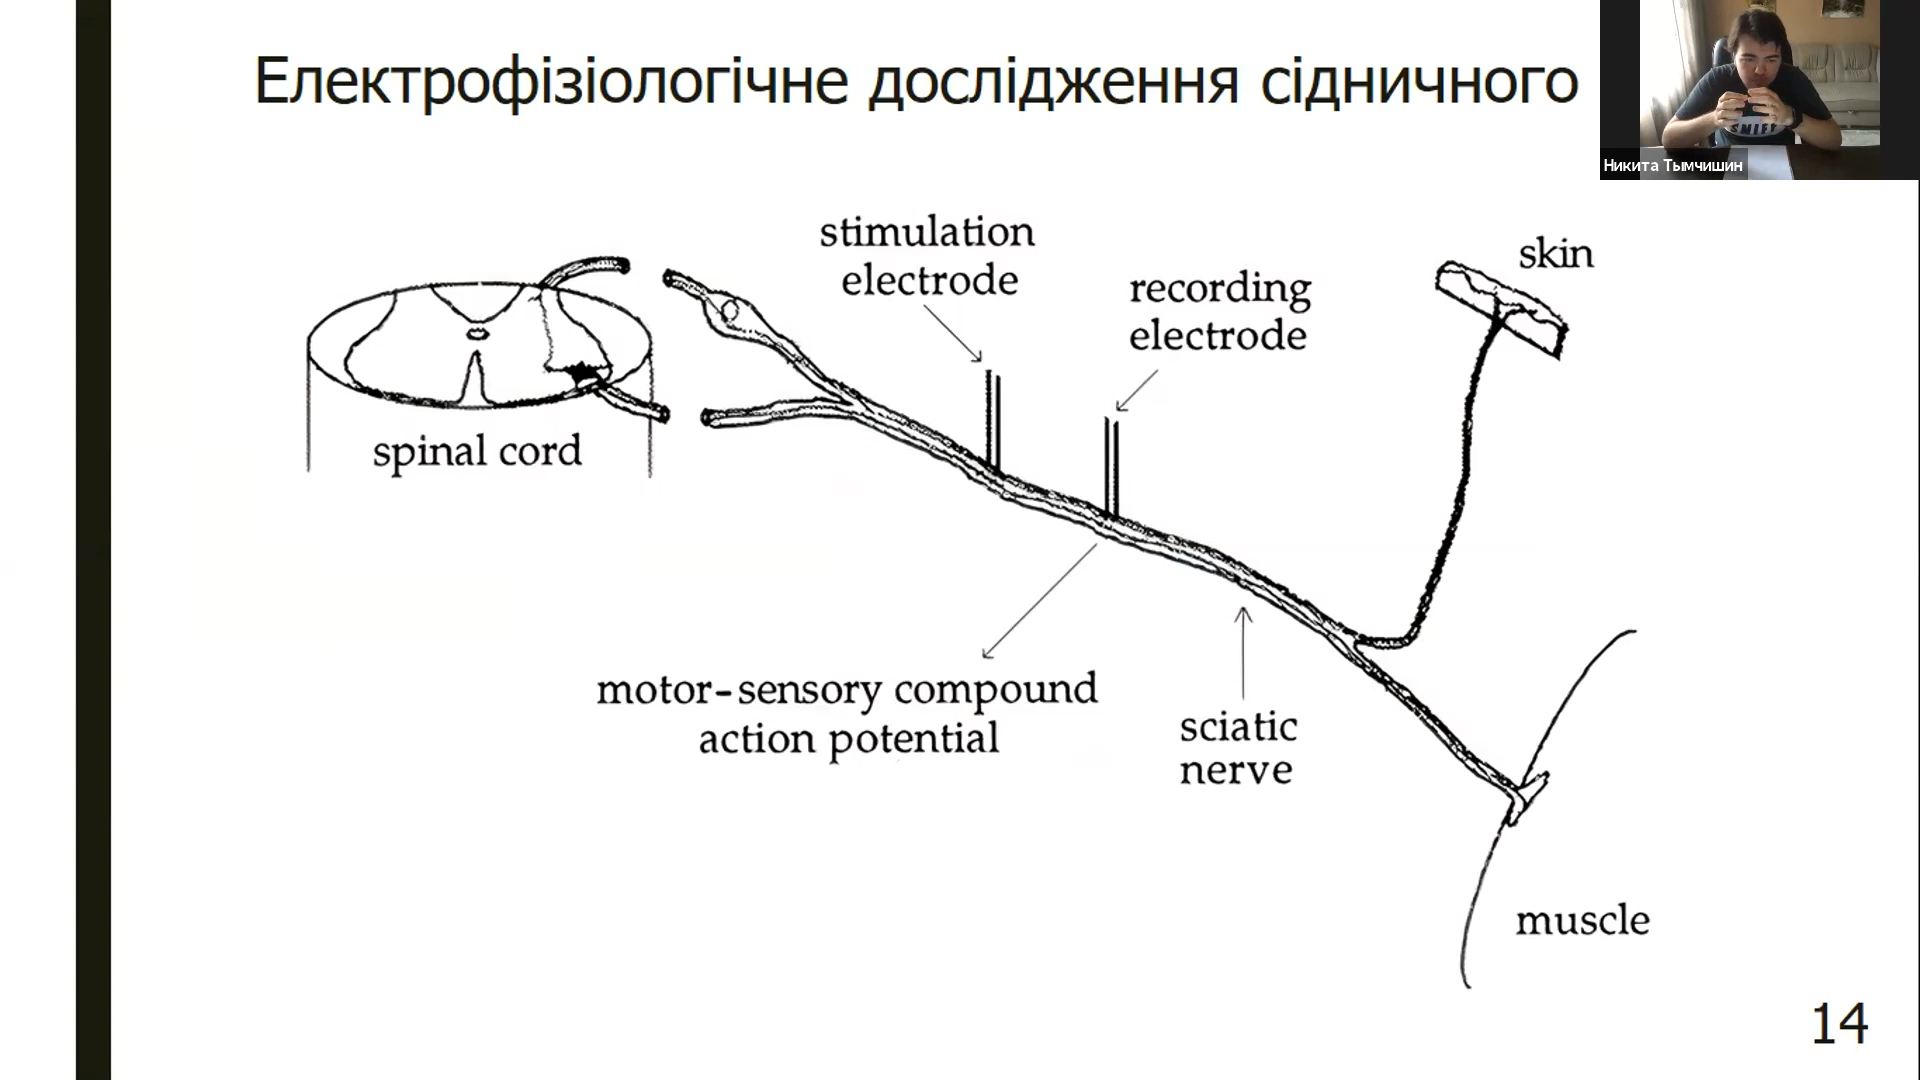 Електрофізіологічне дослідження сідничного
SNIFF
Никита Тымчишин
stimulation
electrode
recording
electrode
skin
spinal cord
motor-sensory compound
action potential
sciatic
nerve
muscle
14